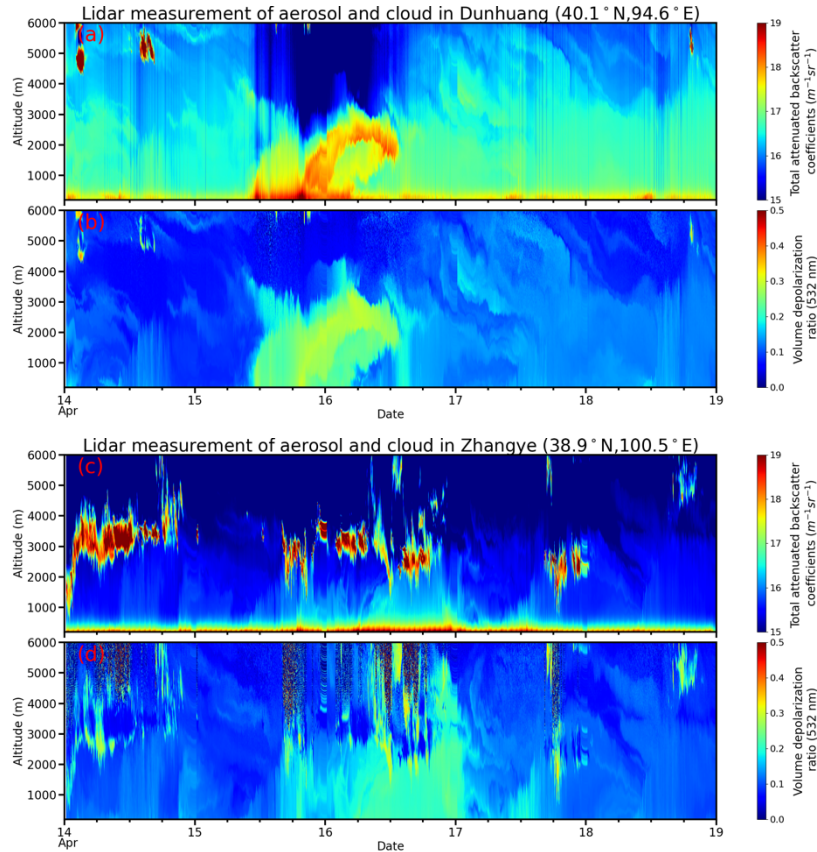 Lidar measurement of aerosol and cloud in Dunhuang (40.1°N,94.6°E)
(a)
6000
5000
4000
3000
2000
1000
Altitude (m)
19
18
17
16
15
Total attenuated backscatter
coefficients (m⁻¹sr⁻¹)
(b)
6000
5000
4000
3000
2000
1000
Altitude (m)
0.5
0.4
0.3
0.2
0.1
0.0
Volume depolarization
ratio (532 nm)
14 15 16 17 18 19
Apr
Date
Lidar measurement of aerosol and cloud in Zhangye (38.9°N,100.5°E)
(c)
6000
5000
4000
3000
2000
1000
Altitude (m)
19
18
17
16
15
Total attenuated backscatter
coefficients (m⁻¹sr⁻¹)
(d)
6000
5000
4000
3000
2000
1000
Altitude (m)
0.5
0.4
0.3
0.2
0.1
0.0
Volume depolarization
ratio (532 nm)
14 15 16 17 18 19
Apr
Date